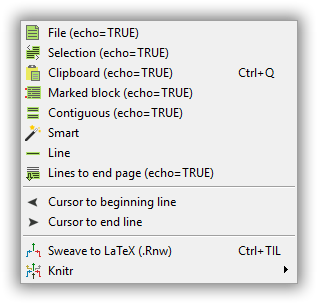 File (echo=TRUE)
Selection (echo=TRUE)
Clipboard (echo=TRUE) Ctrl+Q
Marked block (echo=TRUE)
Contiguous (echo=TRUE)
Smart
Line
Lines to end page (echo=TRUE)
Cursor to beginning line
Cursor to end line
Sweave to LaTeX (.Rnw) Ctrl+TIL
Knitr